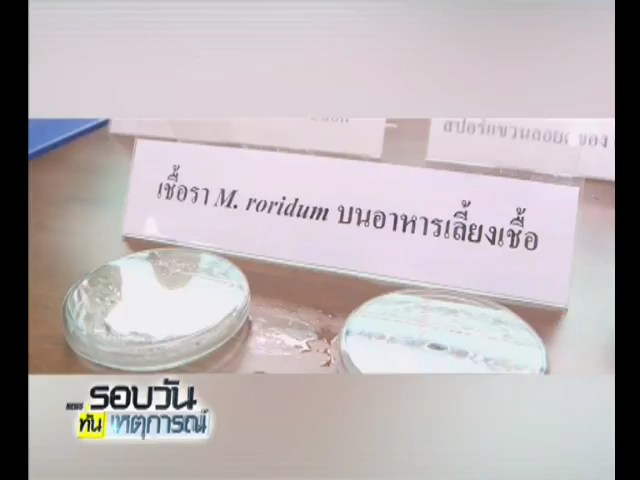 สปอร์แขวนลอยของ
เชื้อรา M. roridum บนอาหารเลี้ยงเชื้อ
รอบวัน
ทัน เหตุการณ์